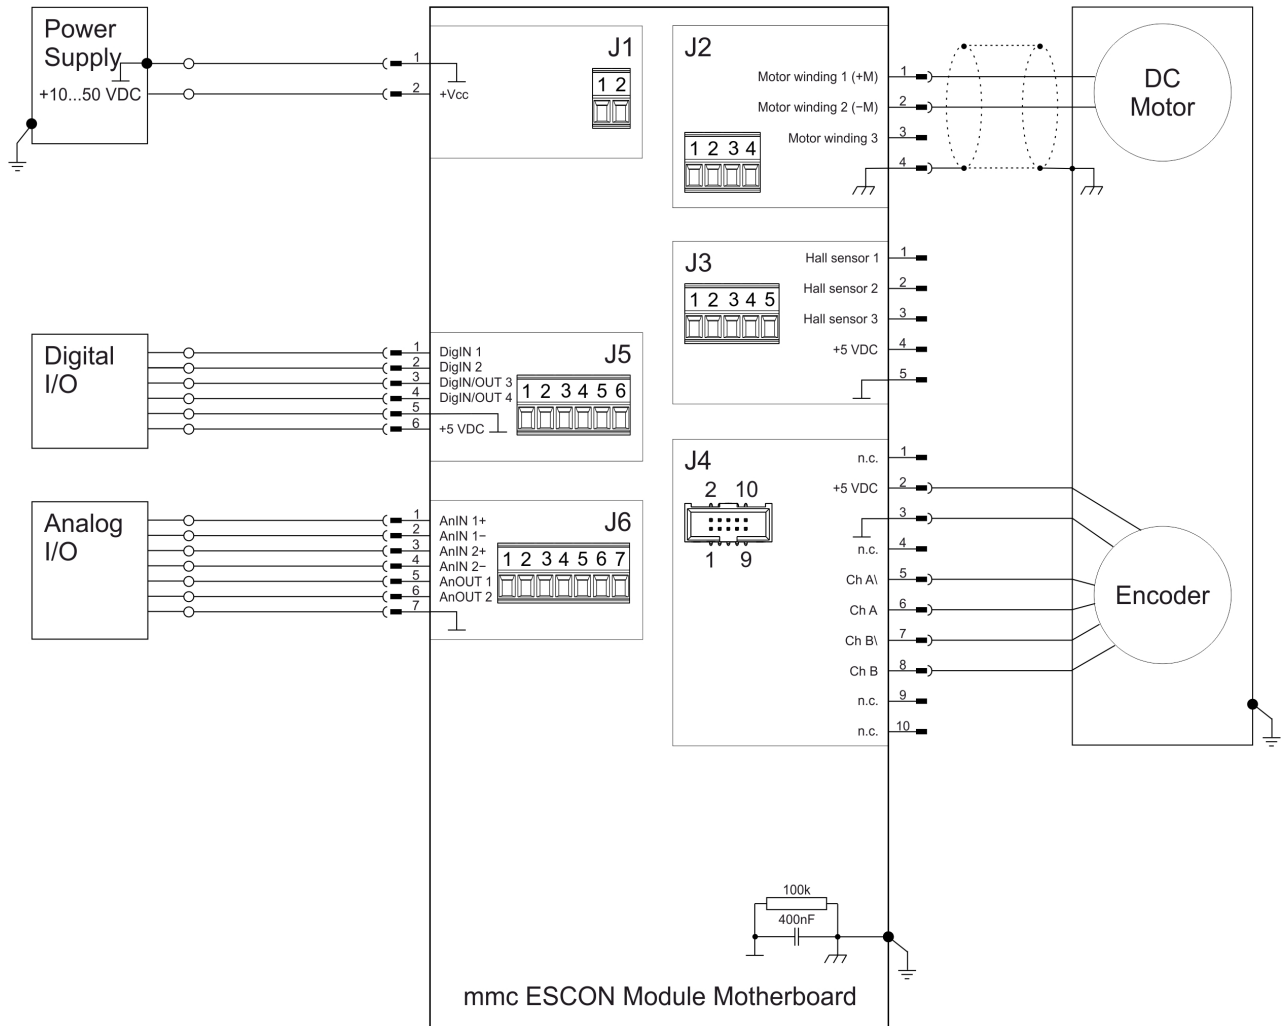 Power
Supply
+10...50 VDC
1
2
+Vcc
J1
1 2
J2
Motor winding 1 (+M)
1
Motor winding 2 (−M)
2
Motor winding 3
3
4
1 2 3 4
DC
Motor
J3
Hall sensor 1
1
Hall sensor 2
2
Hall sensor 3
3
+5 VDC
4
5
1 2 3 4 5
Digital
I/O
1
DigIN 1
2
DigIN 2
3
DigIN/OUT 3
4
DigIN/OUT 4
5
6
+5 VDC
J5
1 2 3 4 5 6
J4
2 10
1 9
n.c.
1
+5 VDC
2
3
n.c.
4
Ch A\
5
Ch A
6
Ch B\
7
Ch B
8
n.c.
9
n.c.
10
Encoder
Analog
I/O
1
AnIN 1+
2
AnIN 1−
3
AnIN 2+
4
AnIN 2−
5
AnOUT 1
6
AnOUT 2
7
J6
1 2 3 4 5 6 7
100k
400nF
mmc ESCON Module Motherboard